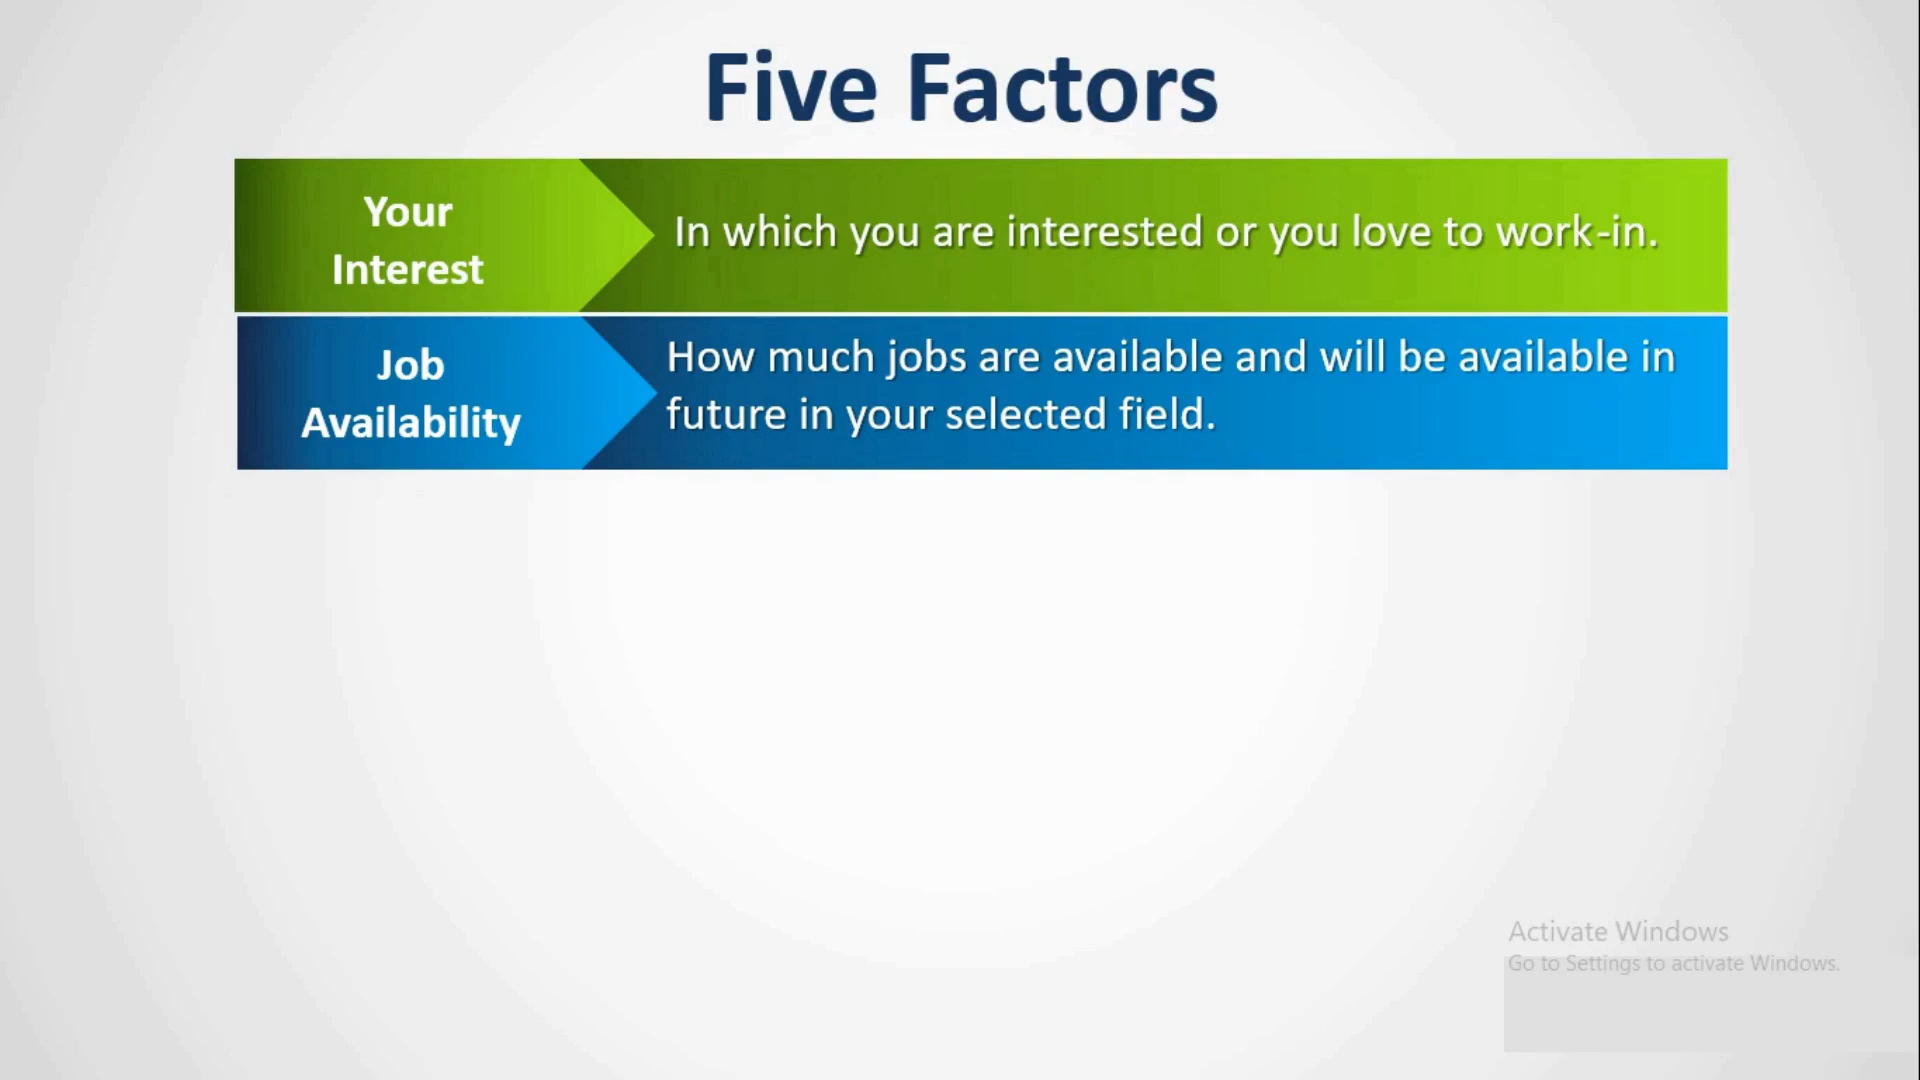 Five Factors
Your
Interest
In which you are interested or you love to work-in.
Job
Availability
How much jobs are available and will be available in
future in your selected field.
Activate Windows
Go to Settings to activate Windows.